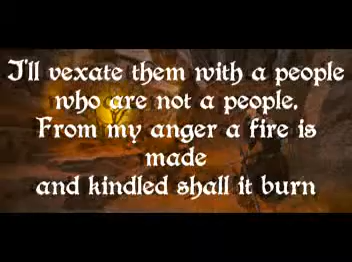 I'll vexate them with a people
who are not a people.
From my anger a fire is
made
and kindled shall it burn